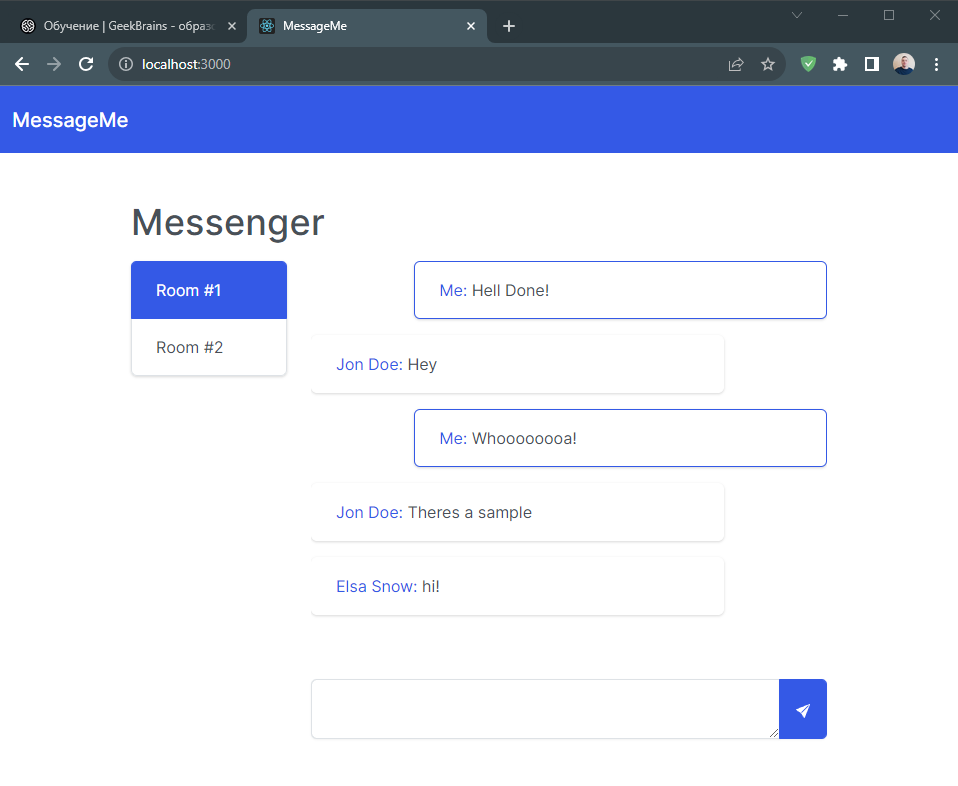 Обучение | GeekBrains - образо
MessageMe
localhost:3000
MessageMe
Messenger
Room #1
Room #2
Me: Hell Done!
Jon Doe: Hey
Me: Whoooooooa!
Jon Doe: Theres a sample
Elsa Snow: hi!